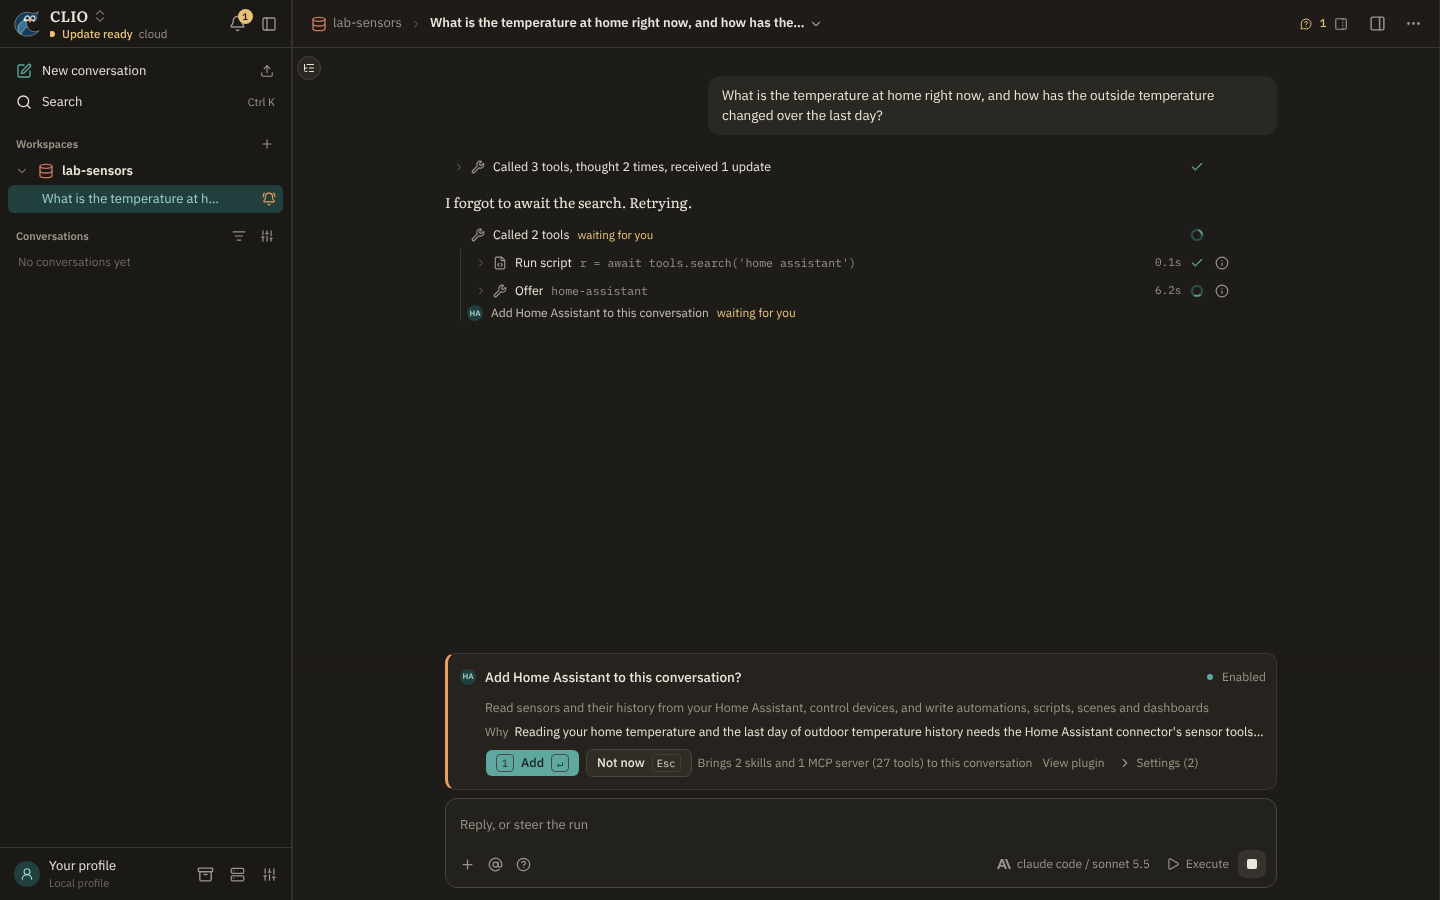 CLIO
Update ready cloud
1
New conversation
Search Ctrl K
Workspaces
lab-sensors
What is the temperature at h...
Conversations
No conversations yet
Your profile
Local profile
lab-sensors What is the temperature at home right now, and how has the... 1
What is the temperature at home right now, and how has the outside temperature
changed over the last day?
Called 3 tools, thought 2 times, received 1 update
I forgot to await the search. Retrying.
Called 2 tools waiting for you
Run script r = await tools.search('home assistant') 0.1s
Offer home-assistant 6.2s
HA Add Home Assistant to this conversation waiting for you
HA Add Home Assistant to this conversation? Enabled
Read sensors and their history from your Home Assistant, control devices, and write automations, scripts, scenes and dashboards
Why Reading your home temperature and the last day of outdoor temperature history needs the Home Assistant connector's sensor tools...
1 Add ↵ Not now Esc Brings 2 skills and 1 MCP server (27 tools) to this conversation View plugin Settings (2)
Reply, or steer the run
claude code / sonnet 5.5 Execute